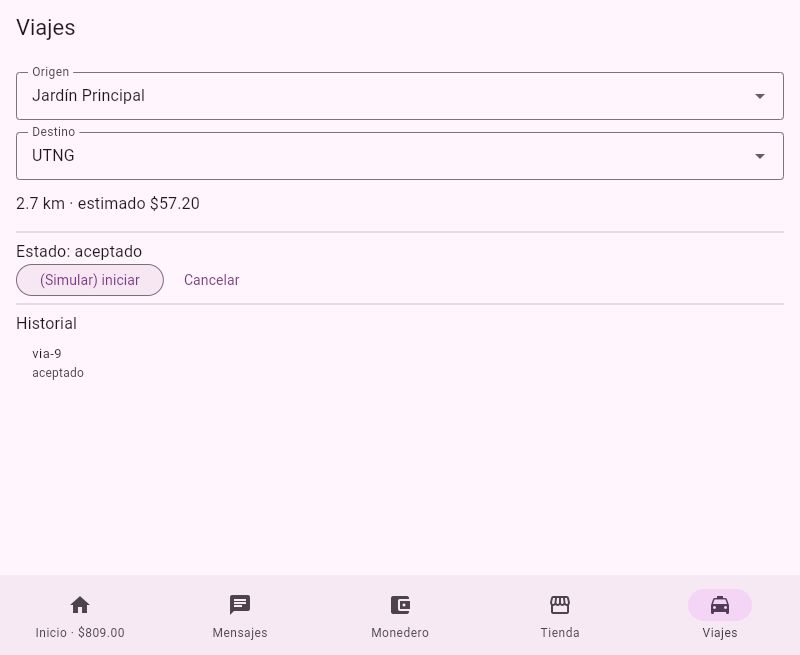 Viajes
Origen
Jardín Principal
Destino
UTNG
2.7 km · estimado $57.20
Estado: aceptado
(Simular) iniciar
Cancelar
Historial
via-9
aceptado
Inicio · $809.00
Mensajes
Monedero
Tienda
Viajes